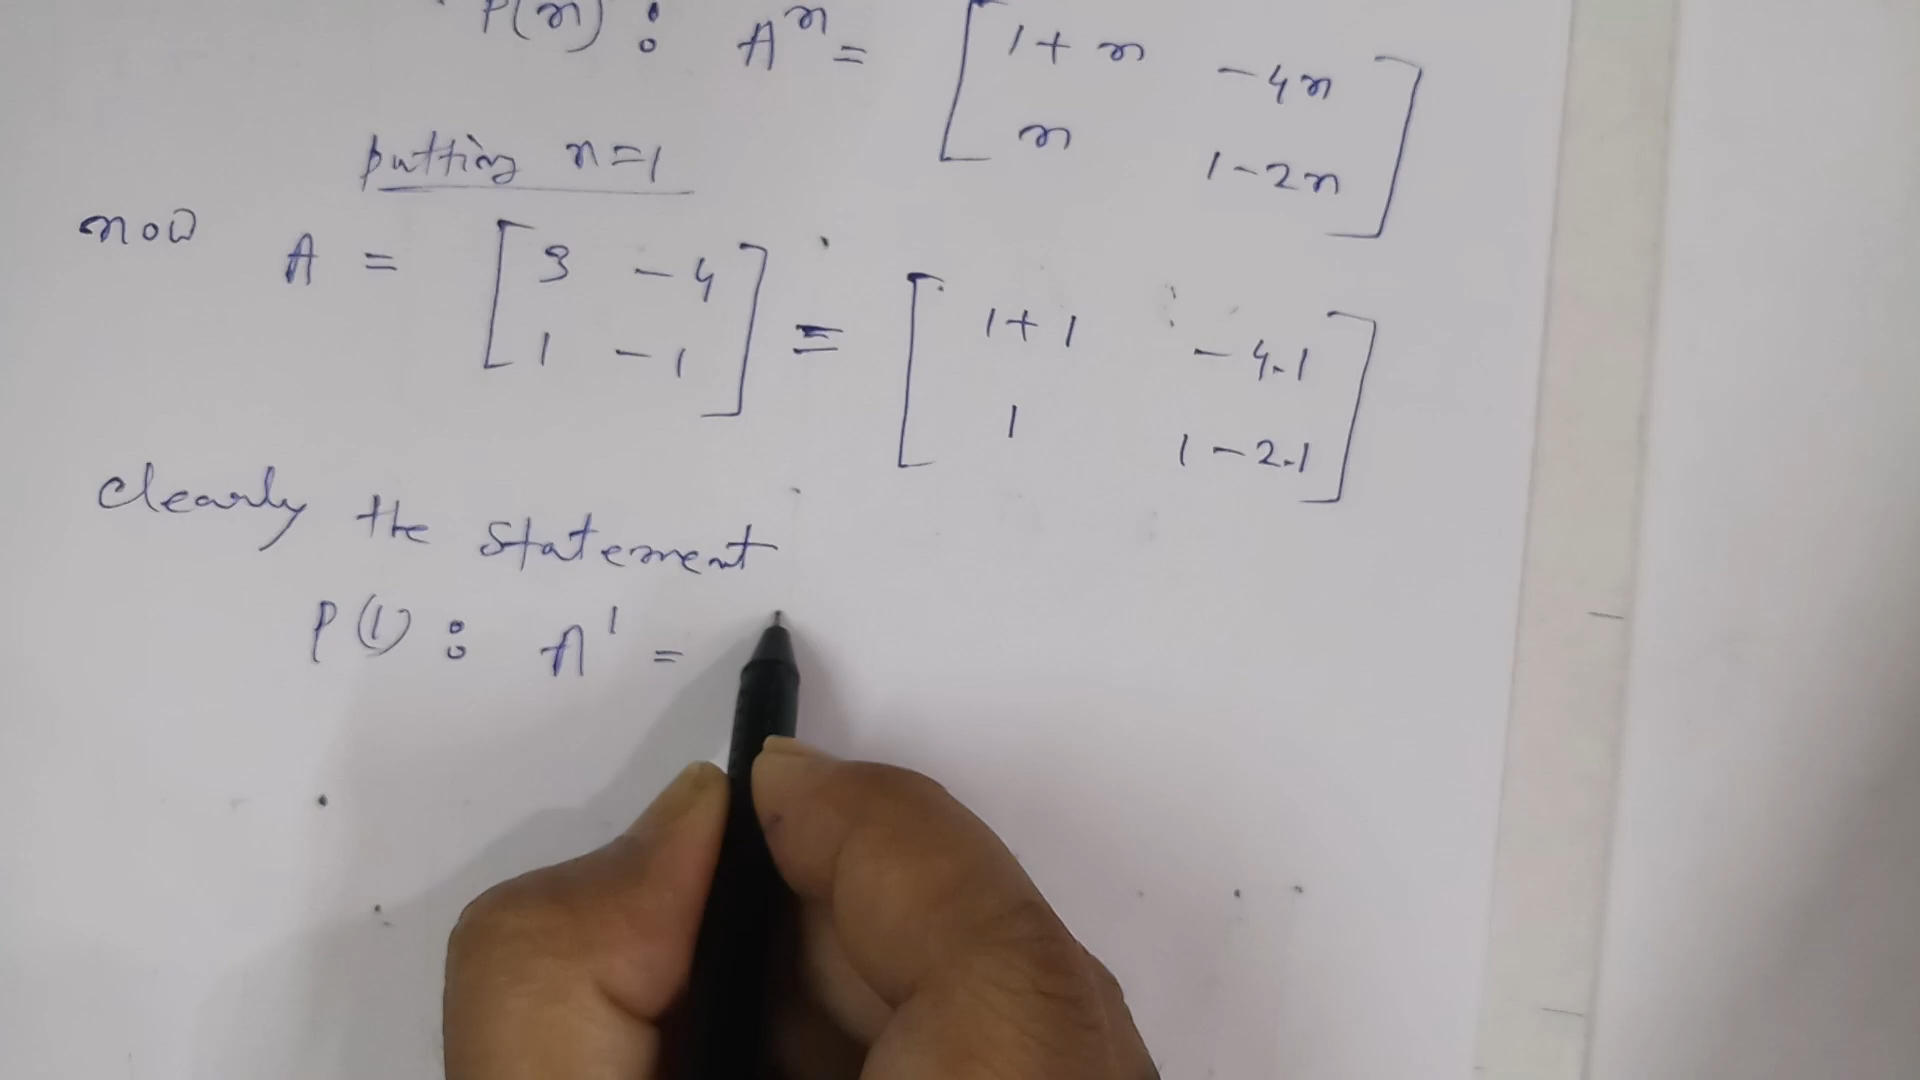 P(n) : Aⁿ = [ 1+n -4n
n 1-2n ]
putting n=1
now A = [ 3 -4
1 -1 ] = [ 1+1 -4.1
1 1-2.1 ]
clearly the statement
P(1) : A¹ =